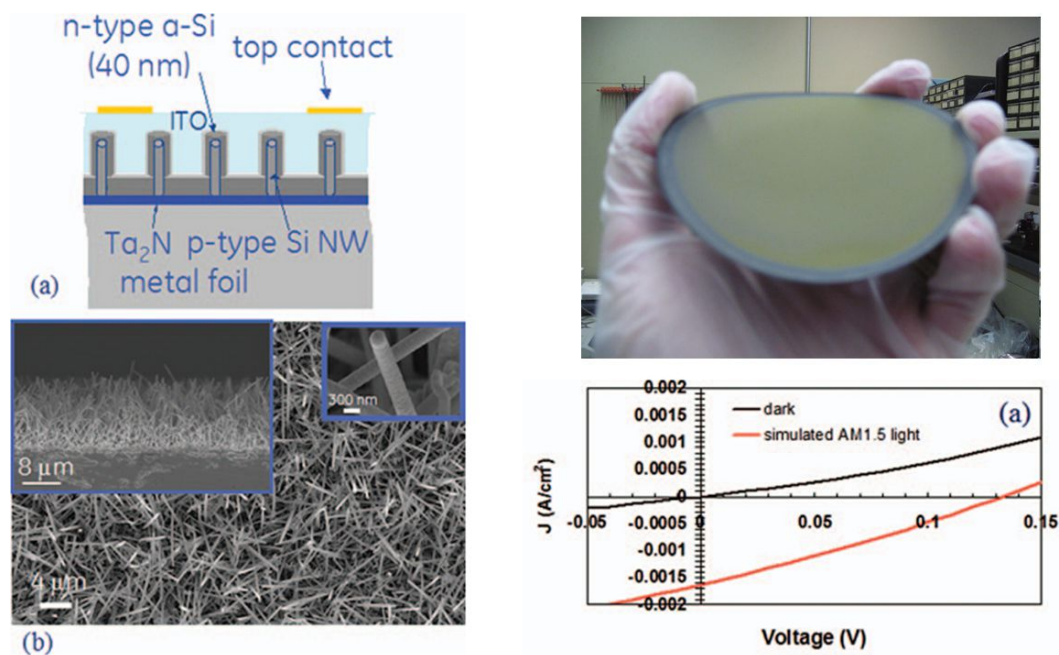 n-type a-Si
(40 nm)
top contact
ITO
Ta₂N p-type Si NW
metal foil
(a)
300 nm
8 μm
4 μm
(b)
0.002
0.0015
0.001
0.0005
0
-0.0005
-0.001
-0.0015
-0.002
-0.05
0
0.05
0.1
0.15
dark
simulated AM1.5 light
(a)
J (A/cm²)
Voltage (V)